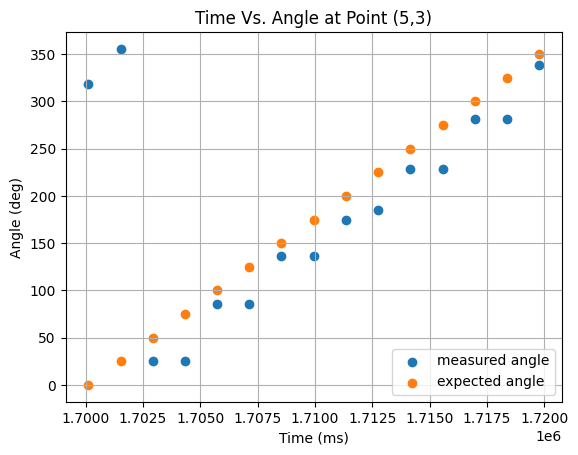 Time Vs. Angle at Point (5,3)
Angle (deg)
350
300
250
200
150
100
50
0
measured angle
expected angle
1.7000 1.7025 1.7050 1.7075 1.7100 1.7125 1.7150 1.7175 1.7200
Time (ms)
1e6